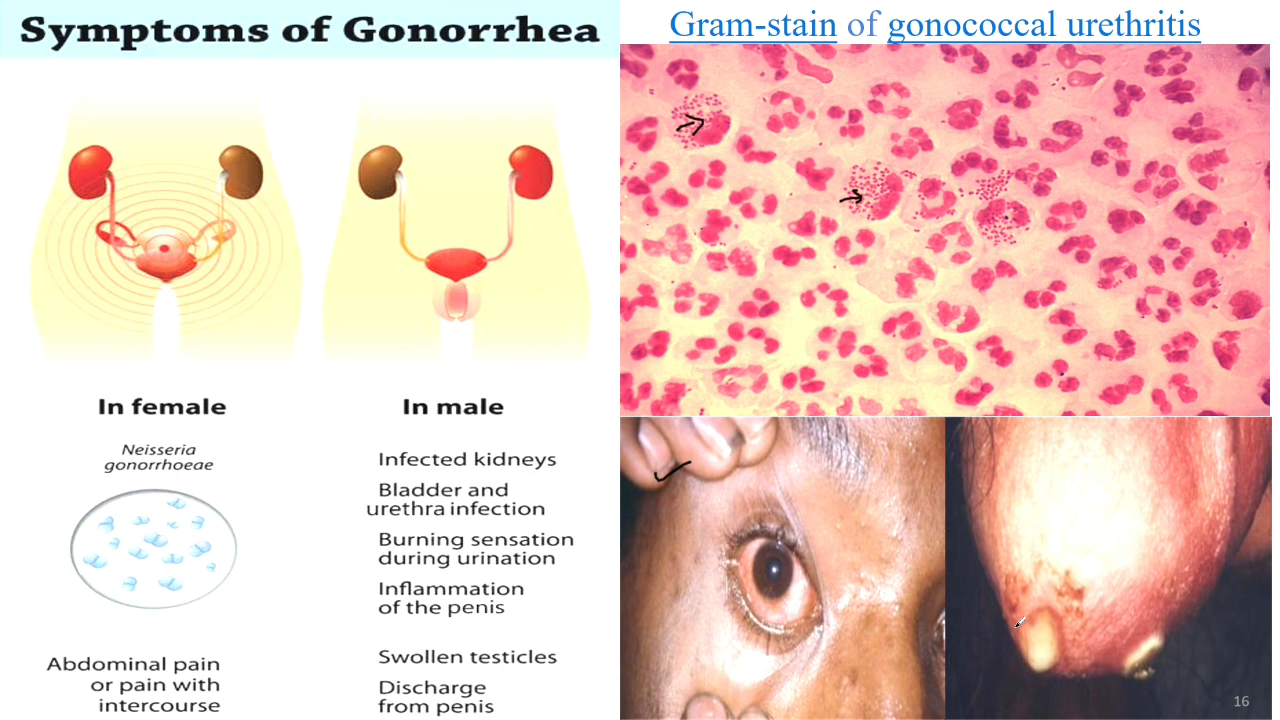 Symptoms of Gonorrhea
Gram-stain of gonococcal urethritis
In female
Neisseria
gonorrhoeae
Abdominal pain
or pain with
intercourse
In male
Infected kidneys
Bladder and
urethra infection
Burning sensation
during urination
Inflammation
of the penis
Swollen testicles
Discharge
from penis
16